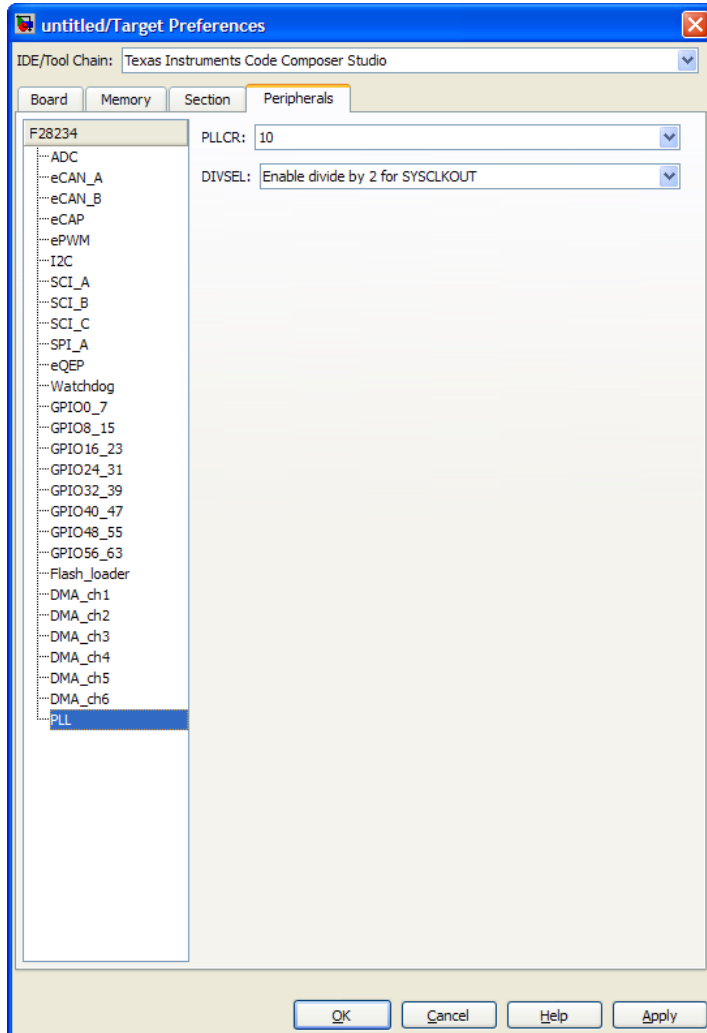 untitled/Target Preferences
IDE/Tool Chain: Texas Instruments Code Composer Studio
Board Memory Section Peripherals
F28234
ADC
eCAN_A
eCAN_B
eCAP
ePWM
I2C
SCI_A
SCI_B
SCI_C
SPI_A
eQEP
Watchdog
GPIO0_7
GPIO8_15
GPIO16_23
GPIO24_31
GPIO32_39
GPIO40_47
GPIO48_55
GPIO56_63
Flash_loader
DMA_ch1
DMA_ch2
DMA_ch3
DMA_ch4
DMA_ch5
DMA_ch6
PLL
PLLCR: 10
DIVSEL: Enable divide by 2 for SYSCLKOUT
OK Cancel Help Apply